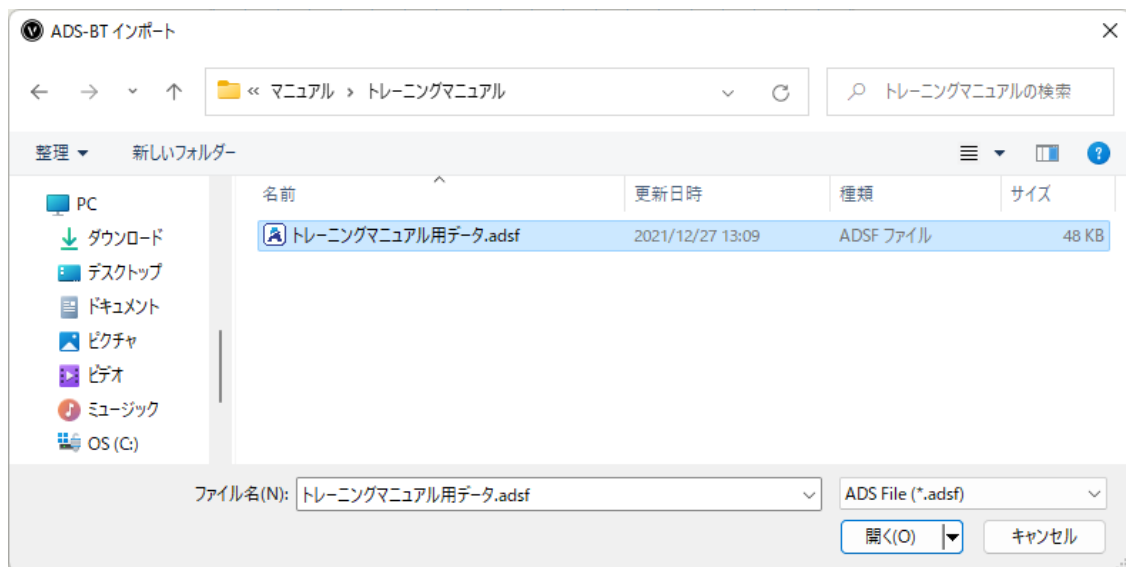 ADS-BT インポート
« マニュアル › トレーニングマニュアル
トレーニングマニュアルの検索
整理 新しいフォルダー
名前 更新日時 種類 サイズ
トレーニングマニュアル用データ.adsf 2021/12/27 13:09 ADSF ファイル 48 KB
PC
ダウンロード
デスクトップ
ドキュメント
ピクチャ
ビデオ
ミュージック
OS (C:)
ファイル名(N): トレーニングマニュアル用データ.adsf ADS File (*.adsf)
開く(O) キャンセル